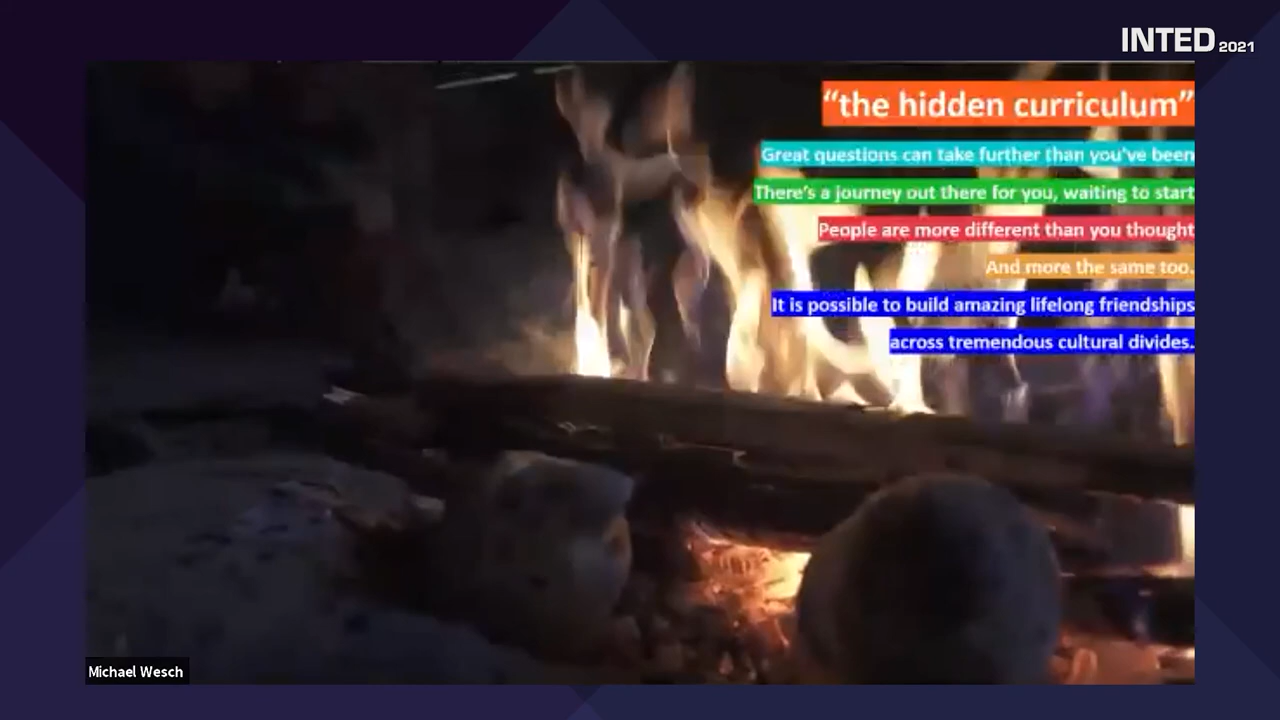 INTED 2021
“the hidden curriculum”
Great questions can take further than you've been
There's a journey out there for you, waiting to start
People are more different than you thought
And more the same too.
It is possible to build amazing lifelong friendships
across tremendous cultural divides.
Michael Wesch